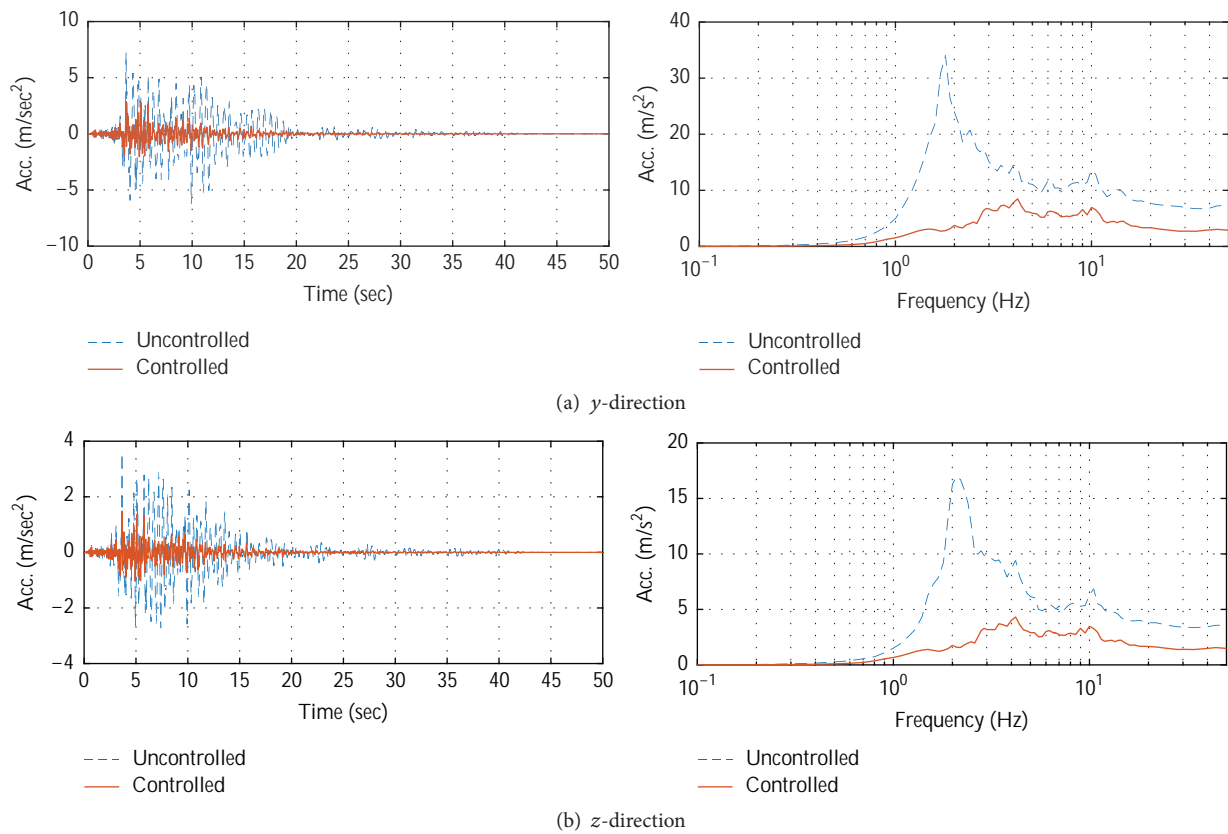 Acc. (m/sec²)
10
5
0
−5
−10
0 5 10 15 20 25 30 35 40 45 50
Time (sec)
Uncontrolled
Controlled
Acc. (m/s²)
40
30
20
10
0
10⁻¹ 10⁰ 10¹
Frequency (Hz)
Uncontrolled
Controlled
(a) y-direction
Acc. (m/sec²)
4
2
0
−2
−4
0 5 10 15 20 25 30 35 40 45 50
Time (sec)
Uncontrolled
Controlled
Acc. (m/s²)
20
15
10
5
0
10⁻¹ 10⁰ 10¹
Frequency (Hz)
Uncontrolled
Controlled
(b) z-direction